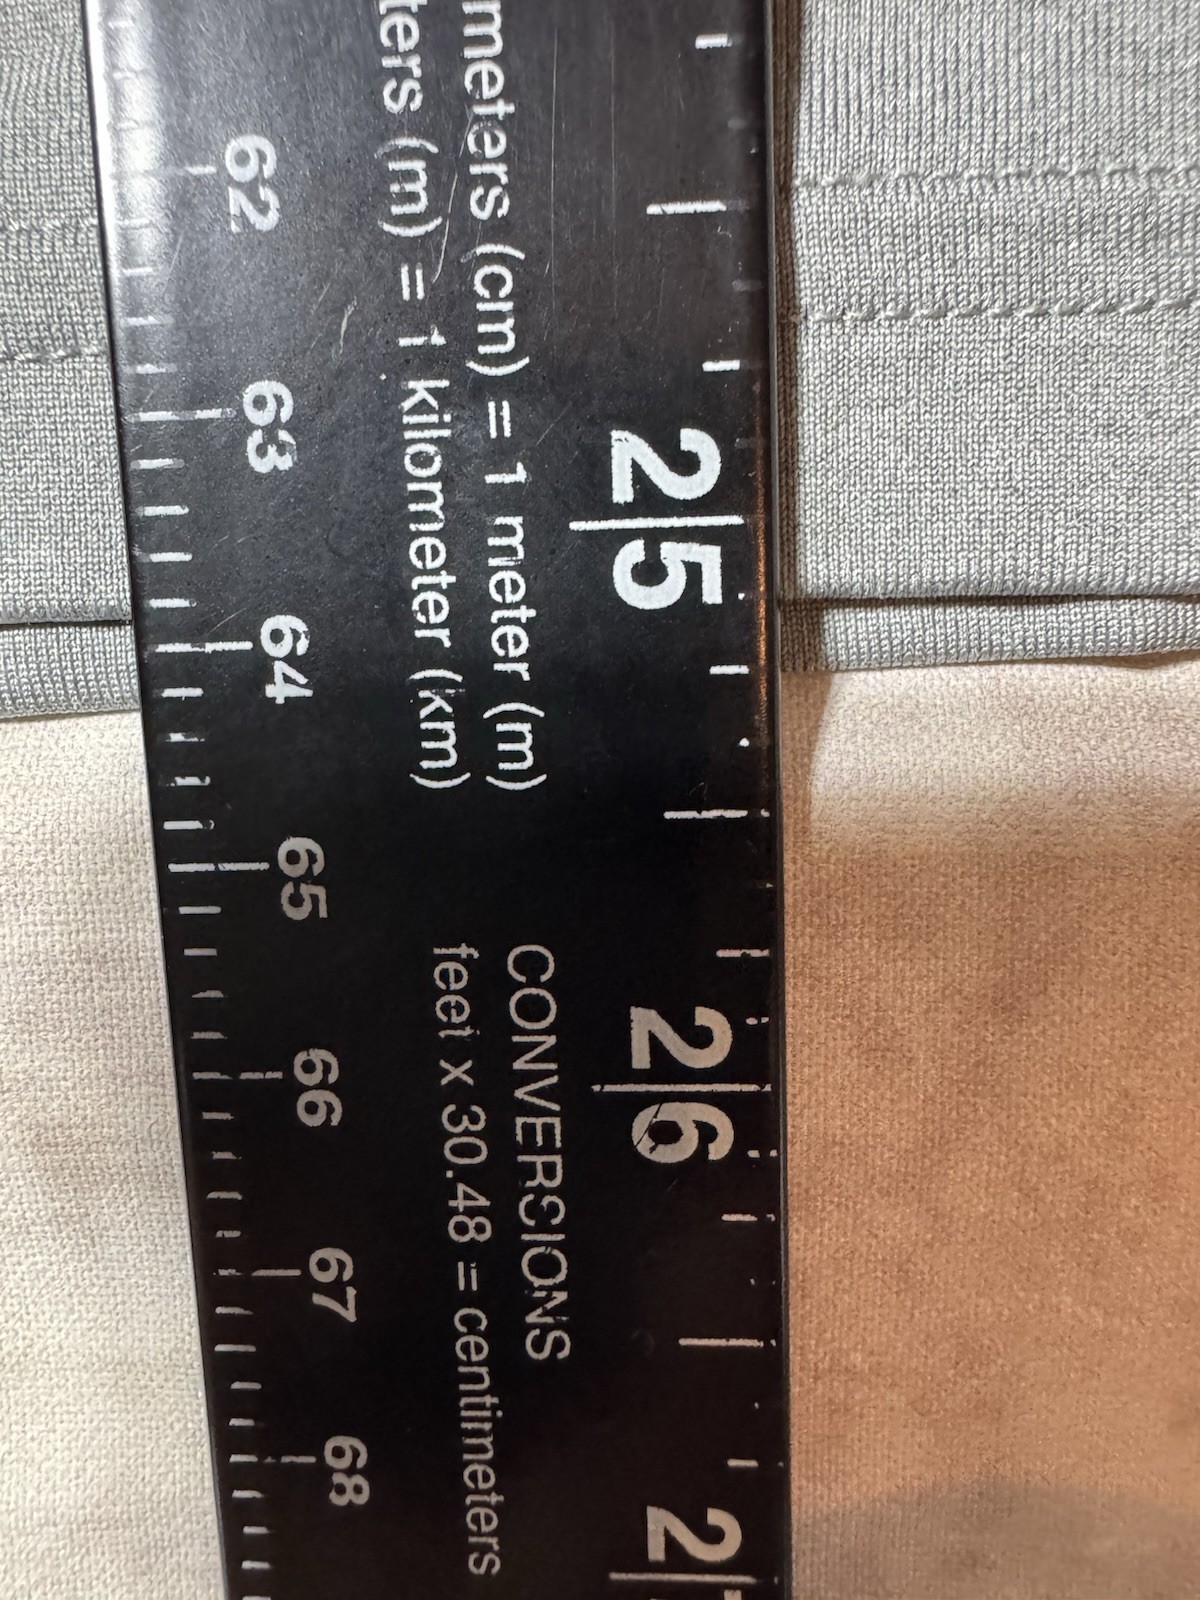 meters (cm) = 1 meter (m)
ters (m) = 1 kilometer (km)
CONVERSIONS
feet x 30.48 = centimeters
25
26
2
62
63
64
65
66
67
68